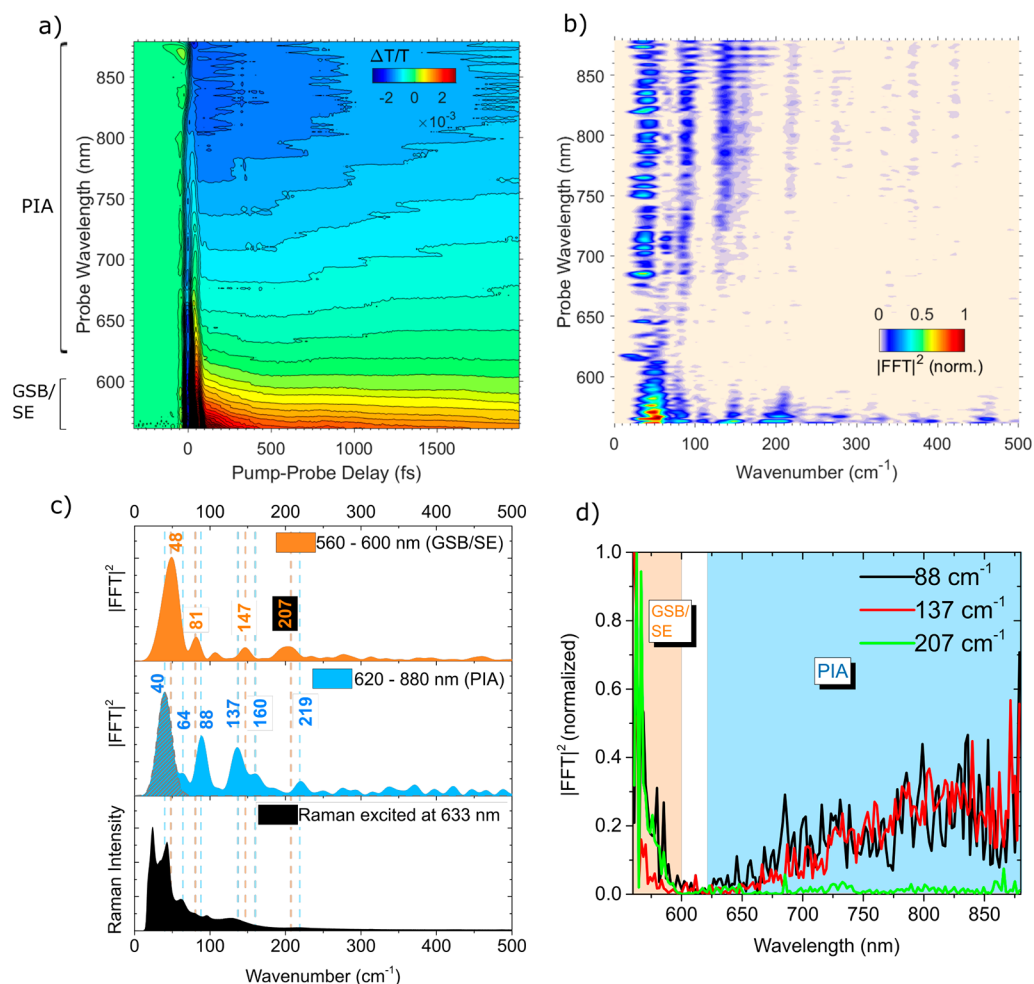 a)
PIA
GSB/
SE
Probe Wavelength (nm)
850
800
750
700
650
600
ΔT/T
-2 0 2
×10⁻³
0 500 1000 1500
Pump-Probe Delay (fs)
b)
Probe Wavelength (nm)
850
800
750
700
650
600
0 0.5 1
|FFT|² (norm.)
0 100 200 300 400 500
Wavenumber (cm⁻¹)
c)
0 100 200 300 400 500
|FFT|²
560 - 600 nm (GSB/SE)
48
81
147
207
|FFT|²
620 - 880 nm (PIA)
40
64
88
137
160
219
Raman Intensity
Raman excited at 633 nm
0 100 200 300 400 500
Wavenumber (cm⁻¹)
d)
|FFT|² (normalized)
1.0
0.8
0.6
0.4
0.2
0.0
GSB/
SE
PIA
88 cm⁻¹
137 cm⁻¹
207 cm⁻¹
600 650 700 750 800 850
Wavelength (nm)